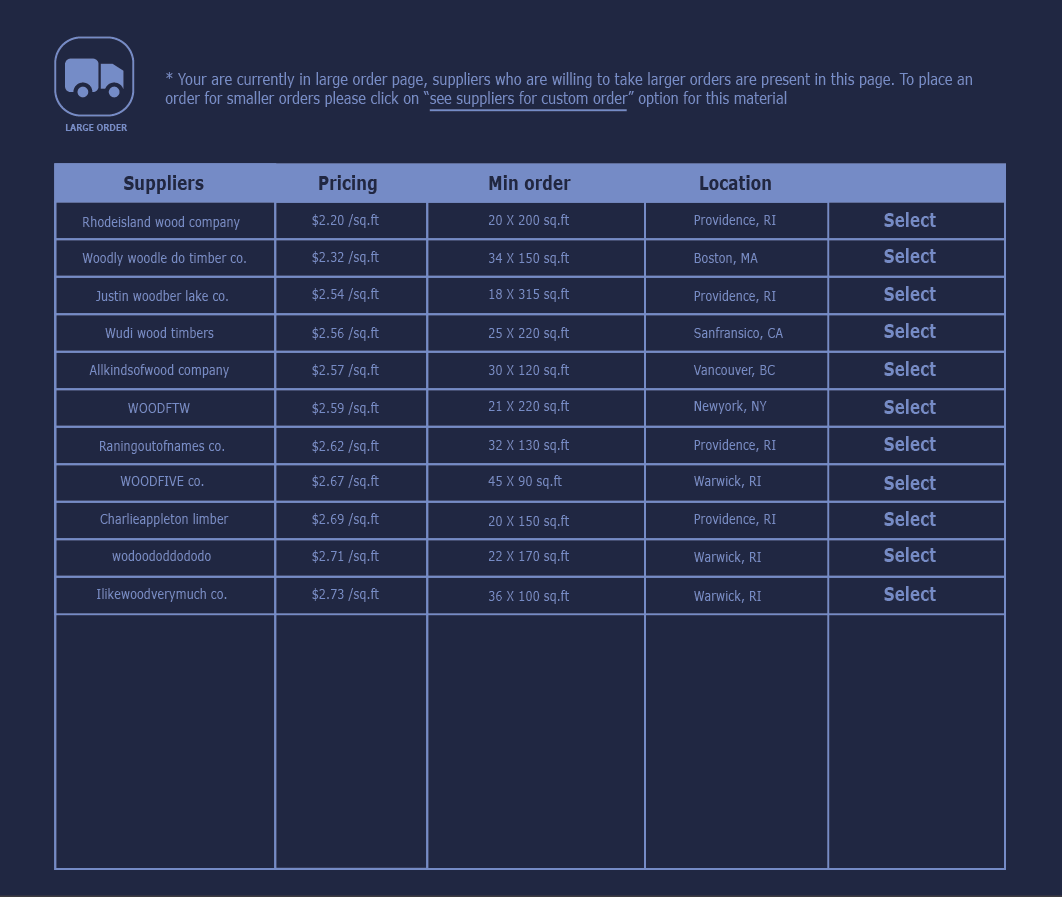 * Your are currently in large order page, suppliers who are willing to take larger orders are present in this page. To place an
order for smaller orders please click on “see suppliers for custom order” option for this material
LARGE ORDER
Suppliers Pricing Min order Location
Rhodeisland wood company $2.20 /sq.ft 20 X 200 sq.ft Providence, RI Select
Woodly woodle do timber co. $2.32 /sq.ft 34 X 150 sq.ft Boston, MA Select
Justin woodber lake co. $2.54 /sq.ft 18 X 315 sq.ft Providence, RI Select
Wudi wood timbers $2.56 /sq.ft 25 X 220 sq.ft Sanfransico, CA Select
Allkindsofwood company $2.57 /sq.ft 30 X 120 sq.ft Vancouver, BC Select
WOODFTW $2.59 /sq.ft 21 X 220 sq.ft Newyork, NY Select
Raningoutofnames co. $2.62 /sq.ft 32 X 130 sq.ft Providence, RI Select
WOODFIVE co. $2.67 /sq.ft 45 X 90 sq.ft Warwick, RI Select
Charlieappleton limber $2.69 /sq.ft 20 X 150 sq.ft Providence, RI Select
wodoododdododo $2.71 /sq.ft 22 X 170 sq.ft Warwick, RI Select
Ilikewoodverymuch co. $2.73 /sq.ft 36 X 100 sq.ft Warwick, RI Select